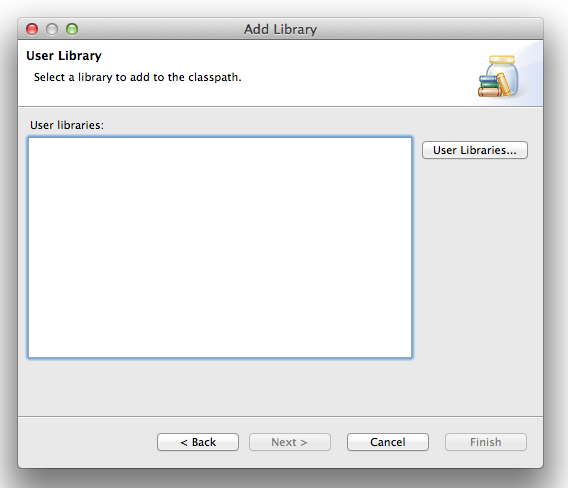 Add Library
User Library
Select a library to add to the classpath.
User libraries:
User Libraries...
< Back
Next >
Cancel
Finish